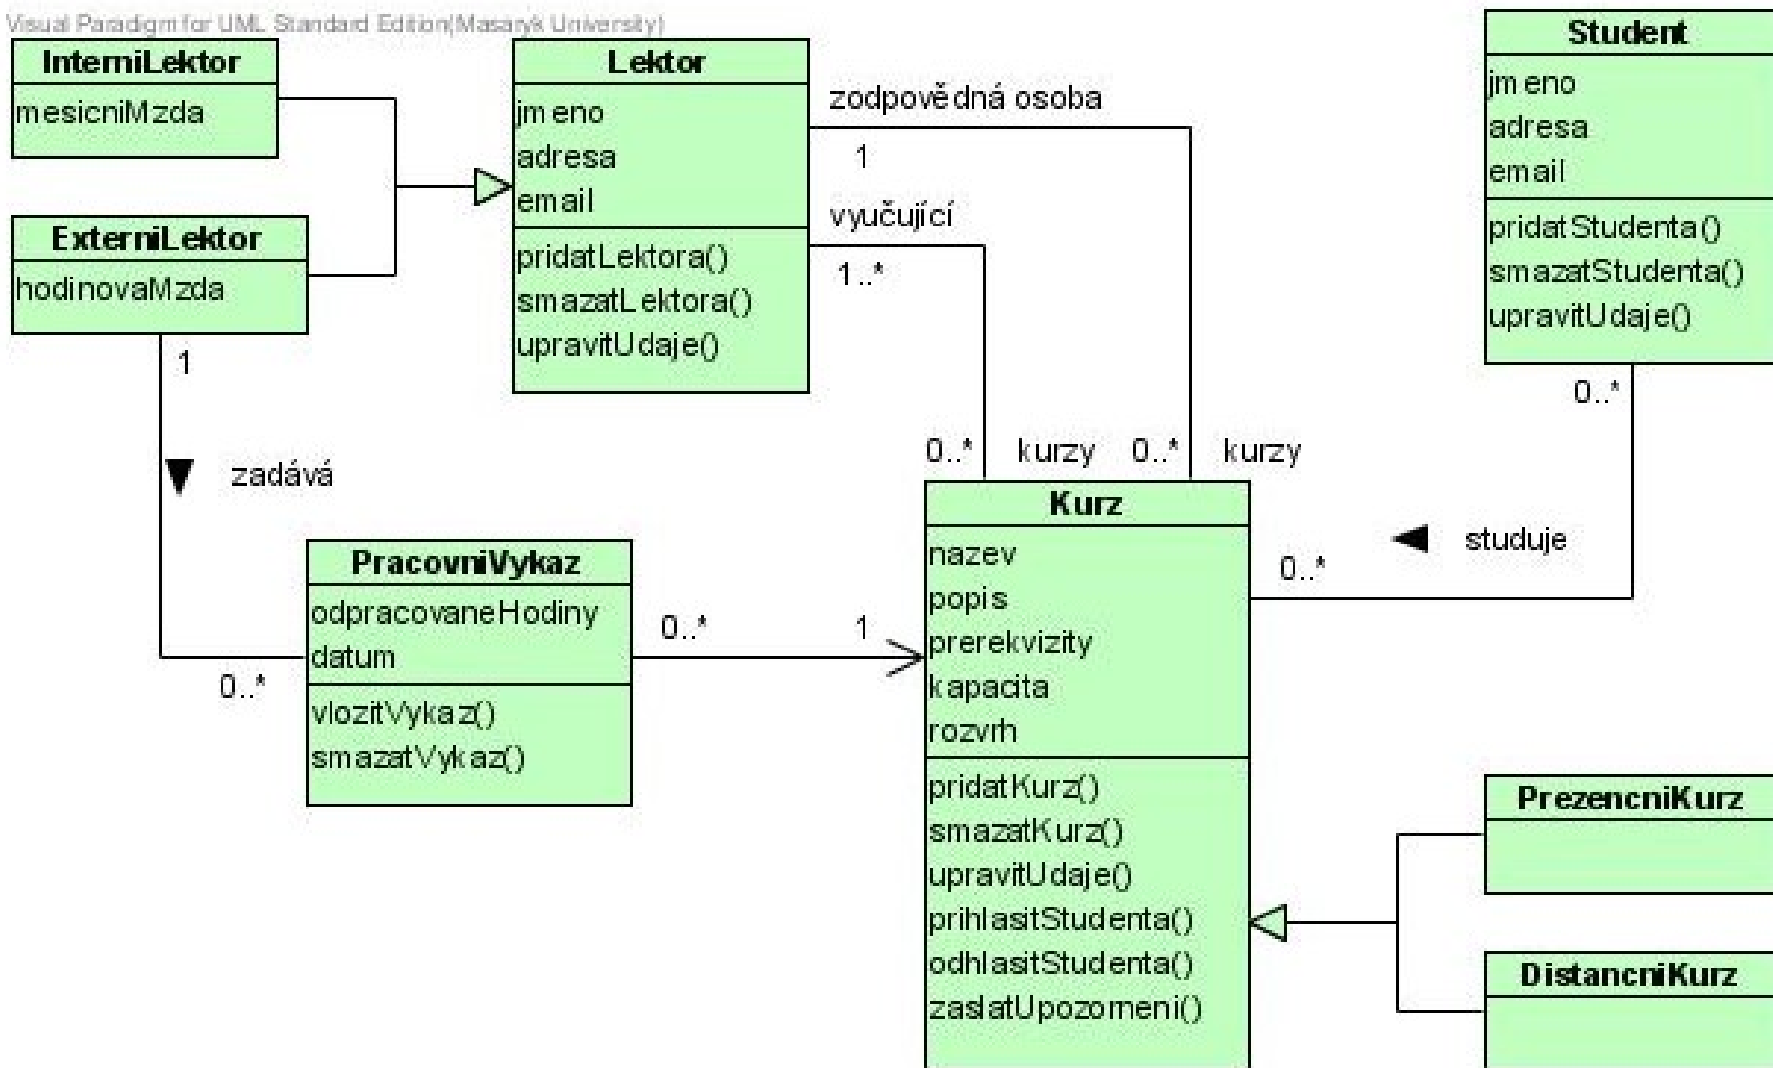 Visual Paradigm for UML Standard Edition(Masaryk University)
InterniLektor
mesicniMzda
ExterniLektor
hodinovaMzda
Lektor
jmeno
adresa
email
pridatLektora()
smazatLektora()
upravitUdaje()
zodpovědná osoba
1
vyučující
1..*
Student
jmeno
adresa
email
pridatStudenta()
smazatStudenta()
upravitUdaje()
0..*
1
zadává
0..*
0..* kurzy 0..* kurzy
studuje
0..*
PracovniVykaz
odpracovaneHodiny
datum
vlozitVykaz()
smazatVykaz()
0..* 1
Kurz
nazev
popis
prerekvizity
kapacita
rozvrh
pridatKurz()
smazatKurz()
upravitUdaje()
prihlasitStudenta()
odhlasitStudenta()
zaslatUpozorneni()
PrezencniKurz
DistancniKurz